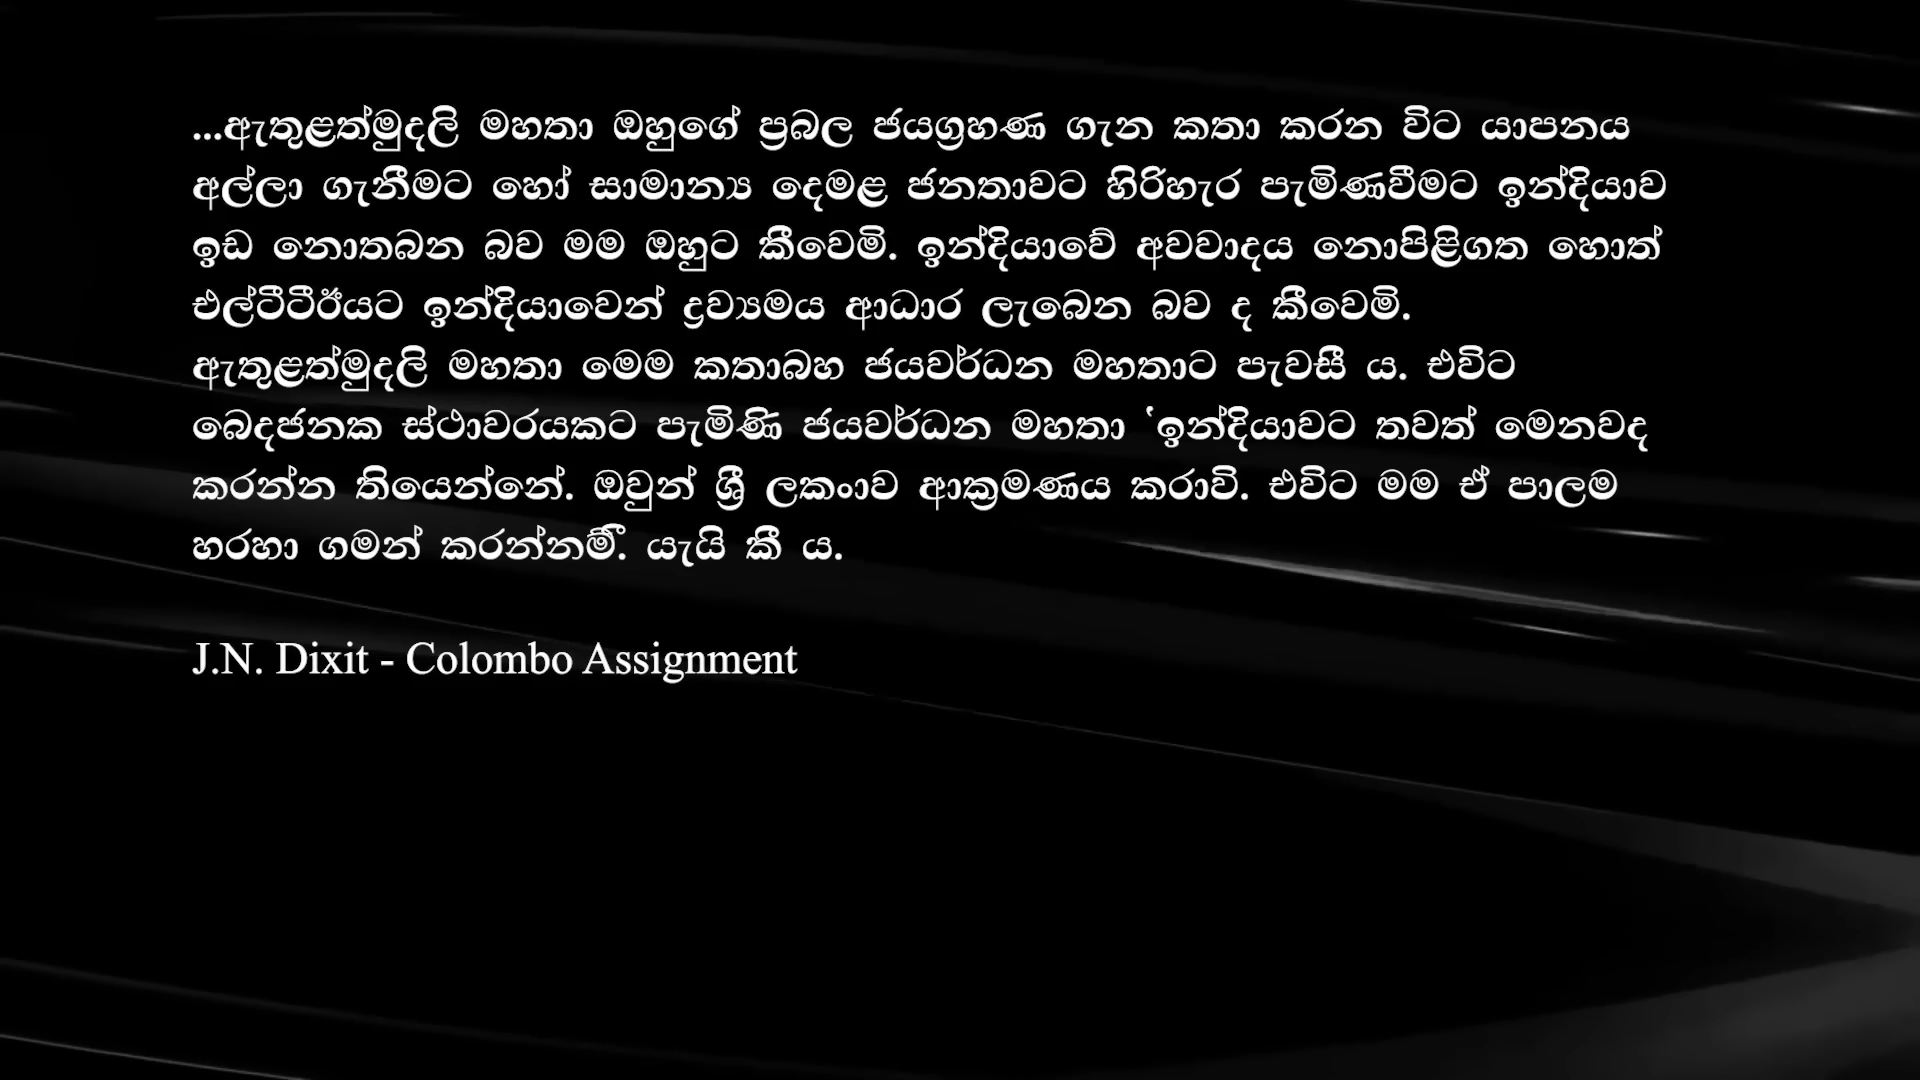 ...ඇතුළත්මුදලි මහතා ඔහුගේ ප්‍රබල ජයග්‍රහණ ගැන කතා කරන විට යාපනය
අල්ලා ගැනීමට හෝ සාමාන්‍ය දෙමළ ජනතාවට හිරිහැර පැමිණවීමට ඉන්දියාව
ඉඩ නොතබන බව මම ඔහුට කීවෙමි. ඉන්දියාවේ අවවාදය නොපිළිගත හොත්
එල්ටීටීඊයට ඉන්දියාවෙන් ද්‍රව්‍යමය ආධාර ලැබෙන බව ද කීවෙමි.
ඇතුළත්මුදලි මහතා මෙම කතාබහ ජයවර්ධන මහතාට පැවසී ය. එවිට
බෙදජනක ස්ථාවරයකට පැමිණි ජයවර්ධන මහතා ‛ඉන්දියාවට තවත් මෙනවද
කරන්න තියෙන්නේ. ඔවුන් ශ්‍රී ලකංාව ආක්‍රමණය කරාවි. එවිට මම ඒ පාලම
හරහා ගමන් කරන්නම්ී. යැයි කී ය.
J.N. Dixit - Colombo Assignment